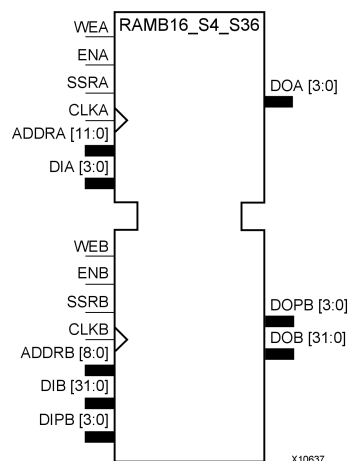 RAMB16_S4_S36
WEA
ENA
SSRA
CLKA
ADDRA [11:0]
DIA [3:0]
DOA [3:0]
WEB
ENB
SSRB
CLKB
ADDRB [8:0]
DIB [31:0]
DIPB [3:0]
DOPB [3:0]
DOB [31:0]
X10637